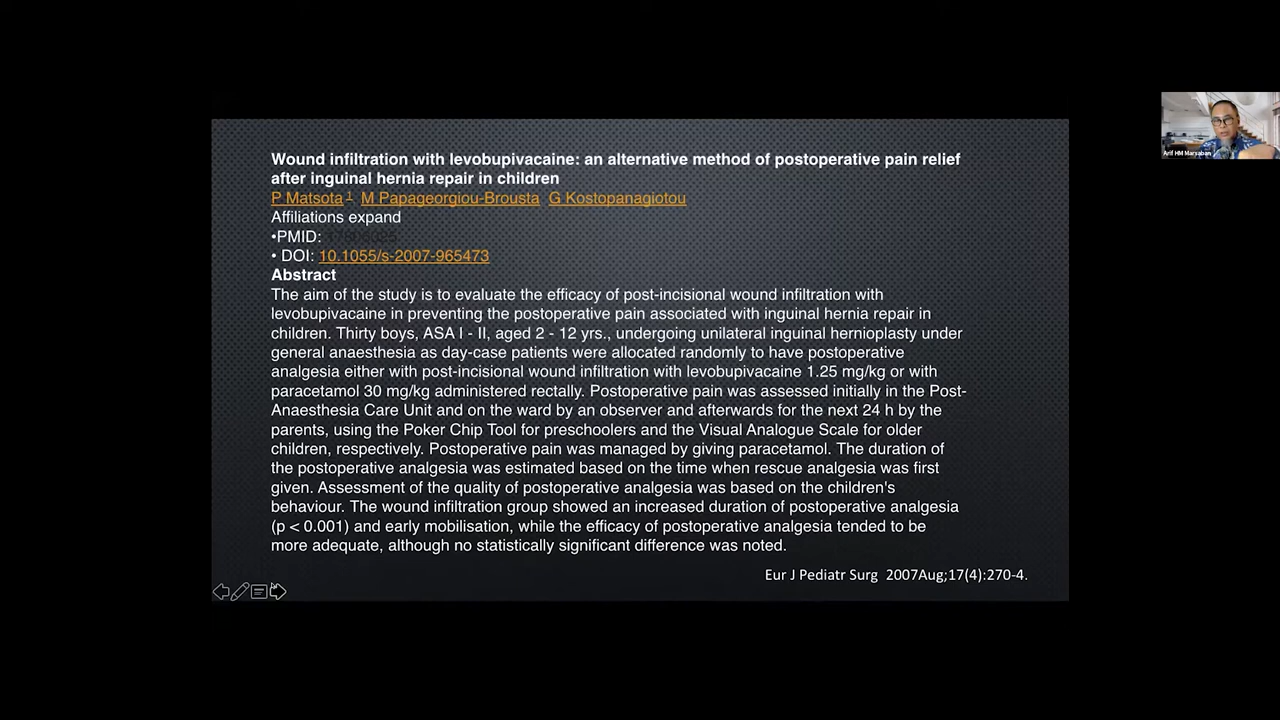 Wound infiltration with levobupivacaine: an alternative method of postoperative pain relief
after inguinal hernia repair in children
P Matsota 1 M Papageorgiou-Brousta G Kostopanagiotou
Affiliations expand
•PMID:
• DOI: 10.1055/s-2007-965473
Abstract
The aim of the study is to evaluate the efficacy of post-incisional wound infiltration with
levobupivacaine in preventing the postoperative pain associated with inguinal hernia repair in
children. Thirty boys, ASA I - II, aged 2 - 12 yrs., undergoing unilateral inguinal hernioplasty under
general anaesthesia as day-case patients were allocated randomly to have postoperative
analgesia either with post-incisional wound infiltration with levobupivacaine 1.25 mg/kg or with
paracetamol 30 mg/kg administered rectally. Postoperative pain was assessed initially in the Post-
Anaesthesia Care Unit and on the ward by an observer and afterwards for the next 24 h by the
parents, using the Poker Chip Tool for preschoolers and the Visual Analogue Scale for older
children, respectively. Postoperative pain was managed by giving paracetamol. The duration of
the postoperative analgesia was estimated based on the time when rescue analgesia was first
given. Assessment of the quality of postoperative analgesia was based on the children's
behaviour. The wound infiltration group showed an increased duration of postoperative analgesia
(p < 0.001) and early mobilisation, while the efficacy of postoperative analgesia tended to be
more adequate, although no statistically significant difference was noted.
Eur J Pediatr Surg 2007Aug;17(4):270-4.
Arif HM Marsaban